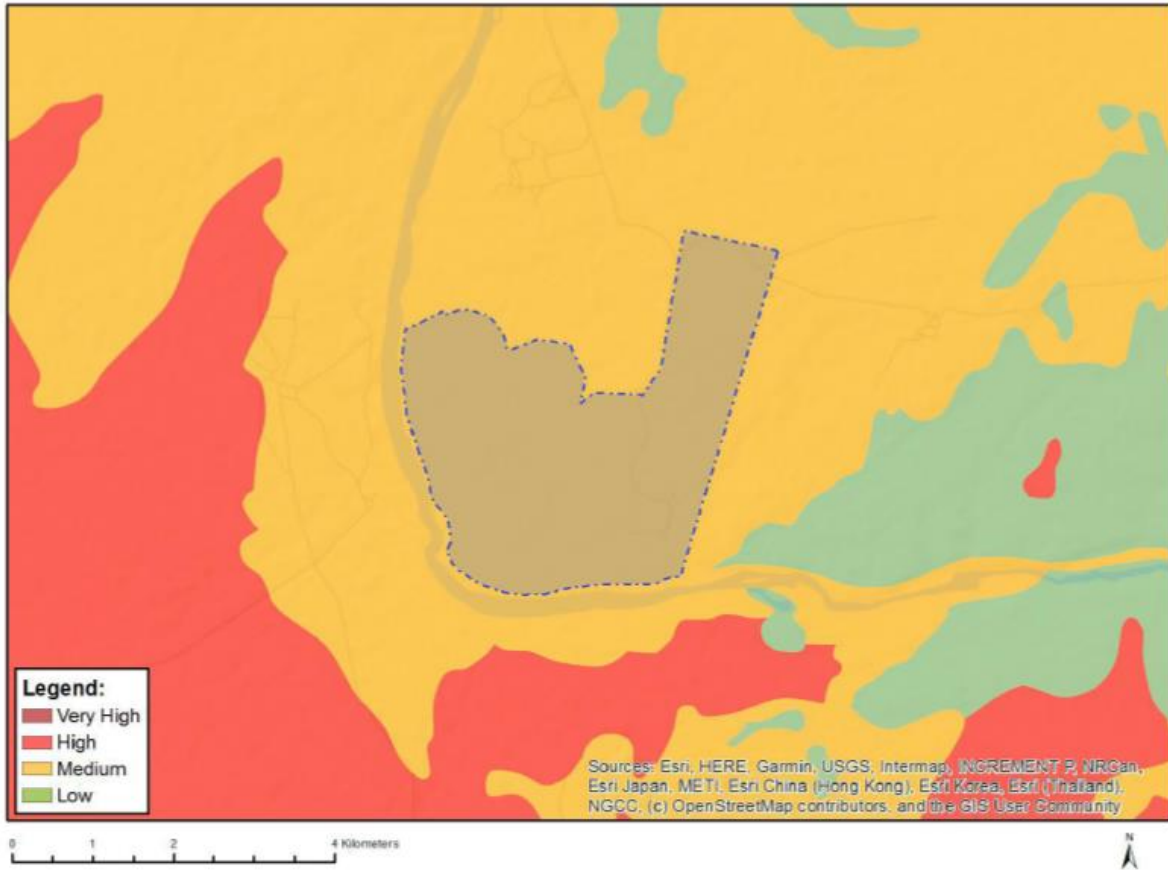 Legend:
Very High
High
Medium
Low
Sources: Esri, HERE, Garmin, USGS, Intermap, INCREMENT P, NRCan,
Esri Japan, METI, Esri China (Hong Kong), Esri Korea, Esri (Thailand),
NGCC, (c) OpenStreetMap contributors, and the GIS User Community
0 1 2 4 Kilometers
N